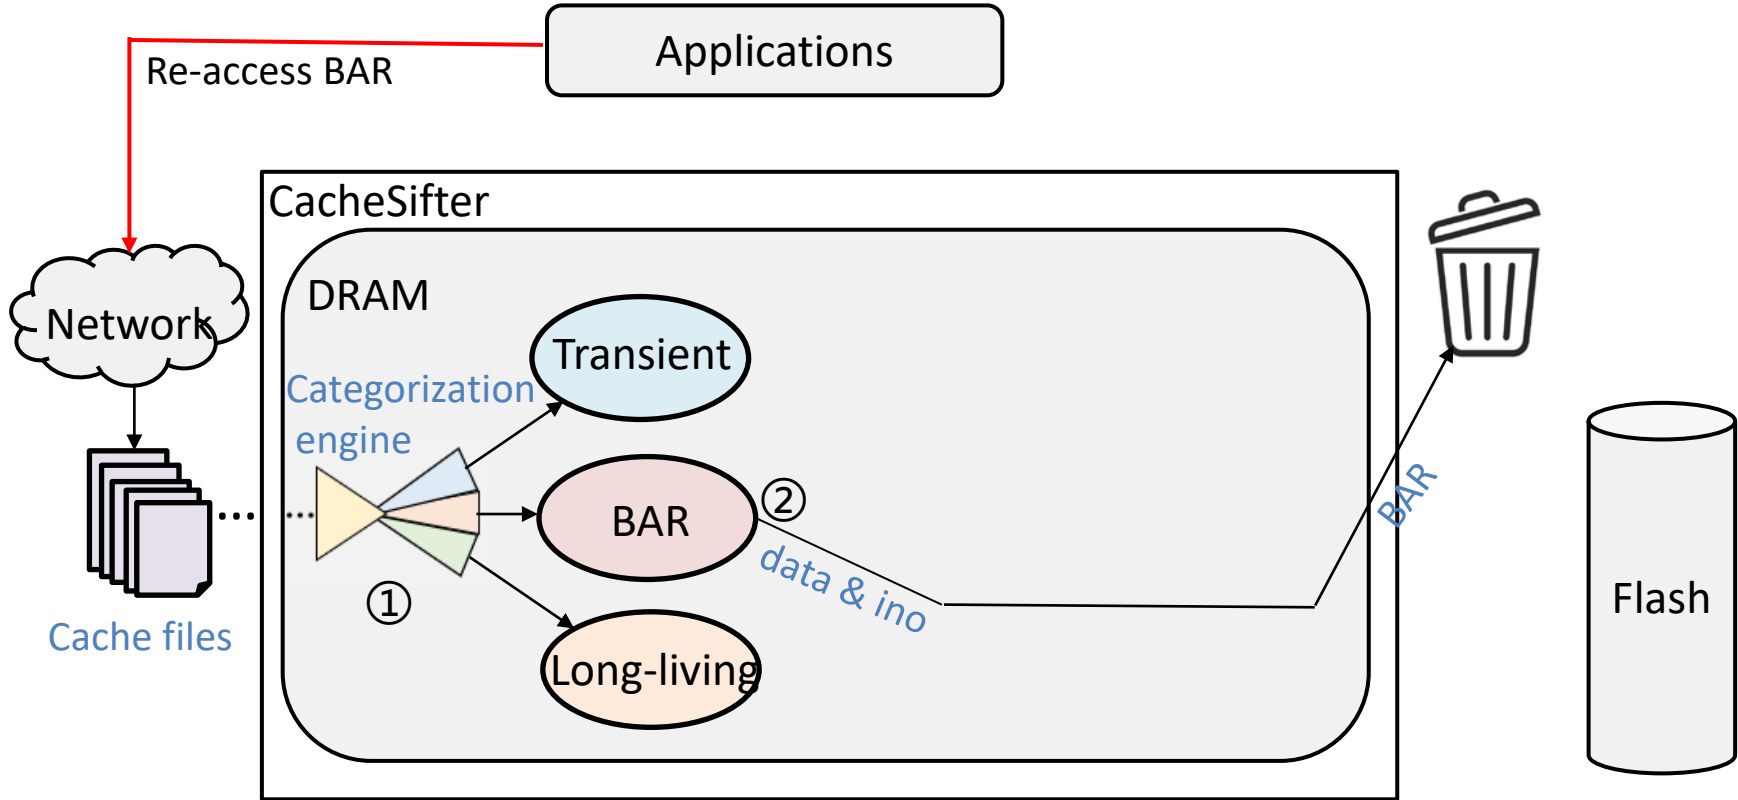 Applications
Re-access BAR
CacheSifter
DRAM
Network
Transient
Categorization
engine
BAR
②
data & ino
BAR
①
Cache files
Long-living
Flash